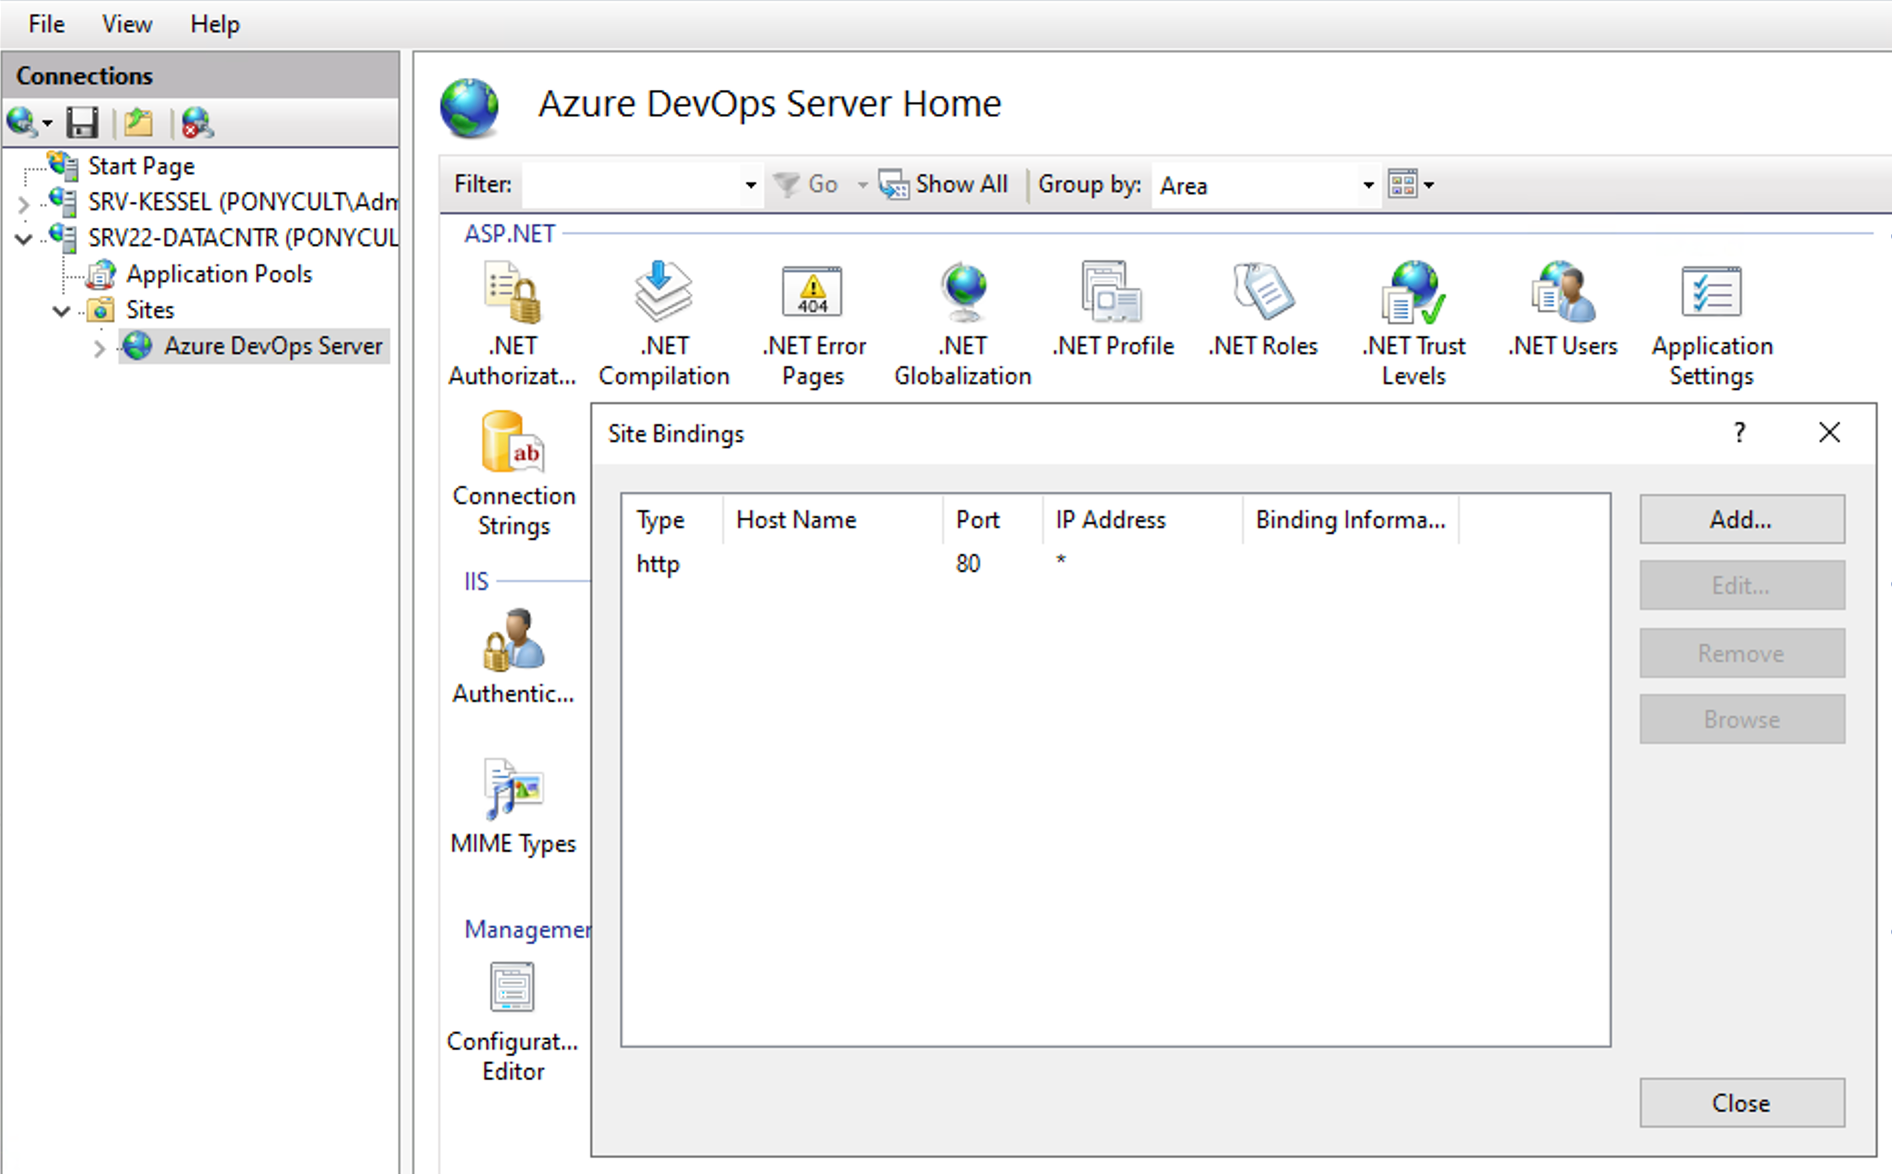 File View Help
Connections
Start Page
SRV-KESSEL (PONYCULT\Adm
SRV22-DATACNTR (PONYCUL
Application Pools
Sites
Azure DevOps Server
Azure DevOps Server Home
Filter: Go Show All Group by: Area
ASP.NET
.NET Authorizat...
.NET Compilation
.NET Error Pages
404
.NET Globalization
.NET Profile
.NET Roles
.NET Trust Levels
.NET Users
Application Settings
ab
Connection Strings
IIS
Authentic...
MIME Types
Managemen
Configurat... Editor
Site Bindings ?
Type Host Name Port IP Address Binding Informa...
http 80 *
Add...
Edit...
Remove
Browse
Close